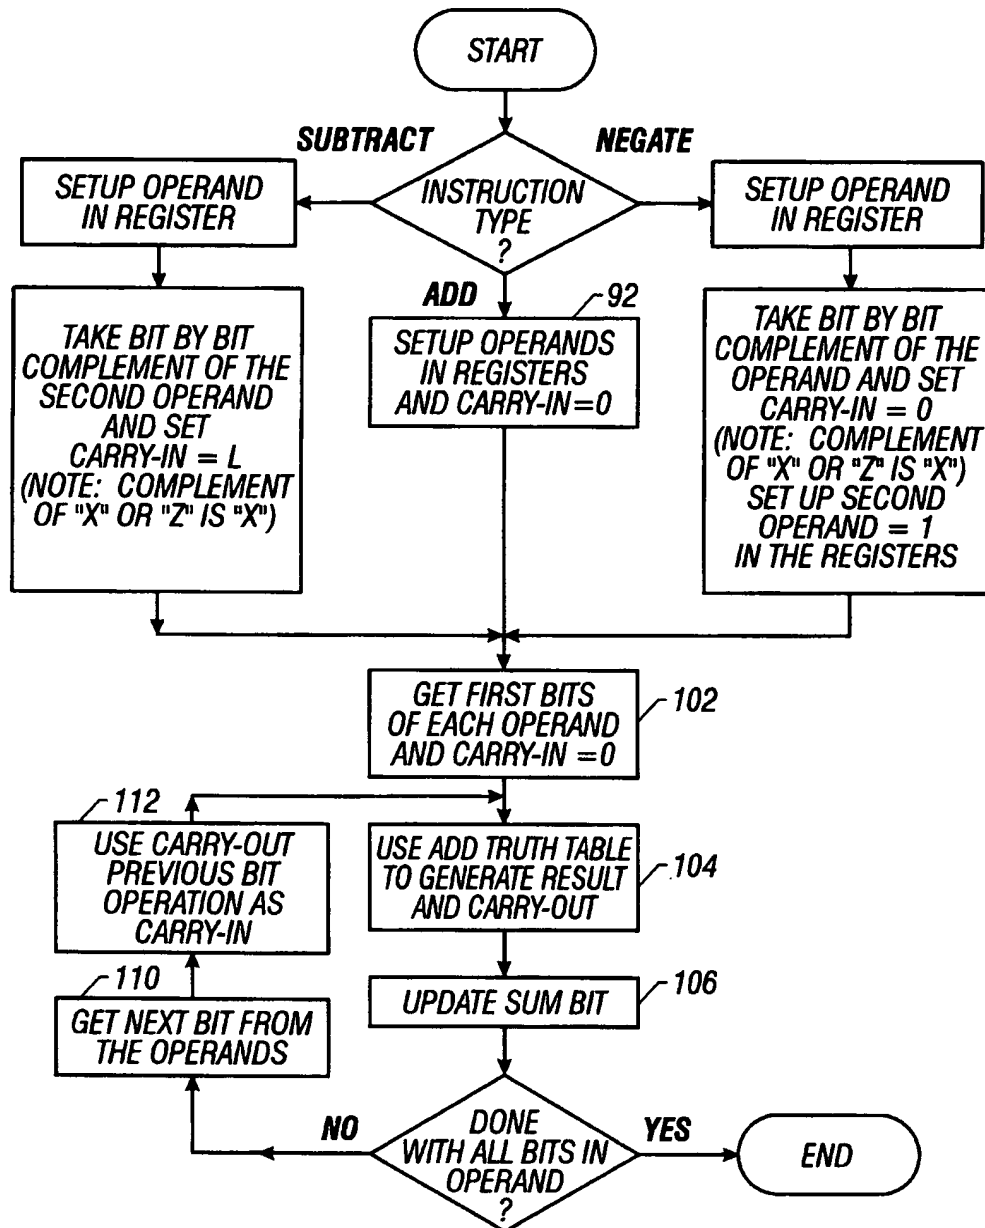 START
SUBTRACT
NEGATE
INSTRUCTION
TYPE
?
SETUP OPERAND
IN REGISTER
SETUP OPERAND
IN REGISTER
ADD
92
TAKE BIT BY BIT
COMPLEMENT OF THE
SECOND OPERAND
AND SET
CARRY-IN = L
(NOTE: COMPLEMENT
OF "X" OR "Z" IS "X")
SETUP OPERANDS
IN REGISTERS
AND CARRY-IN=0
TAKE BIT BY BIT
COMPLEMENT OF THE
OPERAND AND SET
CARRY-IN = 0
(NOTE: COMPLEMENT
OF "X" OR "Z" IS "X")
SET UP SECOND
OPERAND = 1
IN THE REGISTERS
GET FIRST BITS
OF EACH OPERAND
AND CARRY-IN =0
102
112
USE CARRY-OUT
PREVIOUS BIT
OPERATION AS
CARRY-IN
USE ADD TRUTH TABLE
TO GENERATE RESULT
AND CARRY-OUT
104
110
GET NEXT BIT FROM
THE OPERANDS
UPDATE SUM BIT
106
NO
DONE
WITH ALL BITS IN
OPERAND
?
YES
END